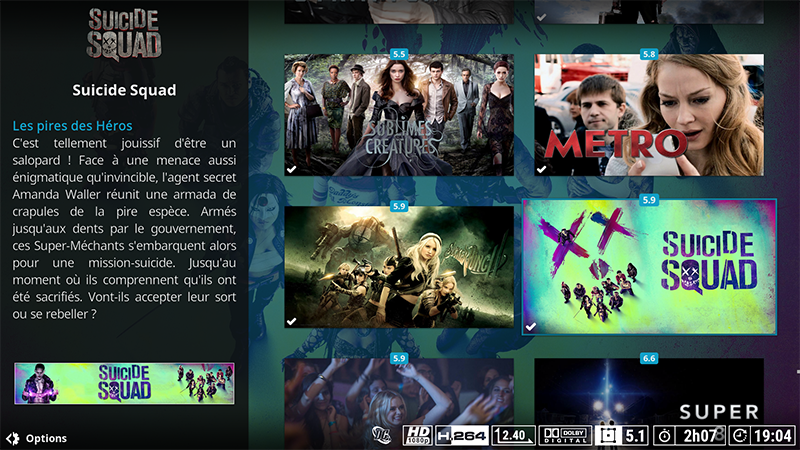 SUICIDE
SQUAD
Suicide Squad
Les pires des Héros
C'est tellement jouissif d'être un
salopard ! Face à une menace aussi
énigmatique qu'invincible, l'agent secret
Amanda Waller réunit une armada de
crapules de la pire espèce. Armés
jusqu'aux dents par le gouvernement,
ces Super-Méchants s'embarquent alors
pour une mission-suicide. Jusqu'au
moment où ils comprennent qu'ils ont
été sacrifiés. Vont-ils accepter leur sort
ou se rebeller ?
SUICIDE
SQUAD
Options
5.5
SUBLIMES
CREATURES
5.8
METRO
5.9
5.9
SUICIDE
SQUAD
5.9
6.6
SUPER
8
DC
HD
1080p
H.264
2.40
DOLBY
DIGITAL
5.1
2h07
19:04